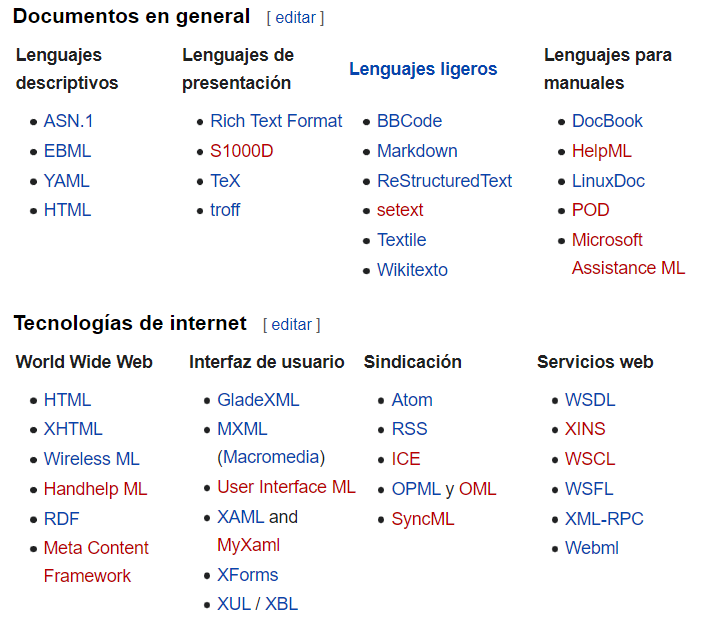 Documentos en general [ editar ]
Lenguajes
descriptivos
ASN.1
EBML
YAML
HTML
Lenguajes de
presentación
Rich Text Format
S1000D
TeX
troff
Lenguajes ligeros
BBCode
Markdown
ReStructuredText
setext
Textile
Wikitexto
Lenguajes para
manuales
DocBook
HelpML
LinuxDoc
POD
Microsoft
Assistance ML
Tecnologías de internet [ editar ]
World Wide Web
HTML
XHTML
Wireless ML
Handhelp ML
RDF
Meta Content
Framework
Interfaz de usuario
GladeXML
MXML
(Macromedia)
User Interface ML
XAML and
MyXaml
XForms
XUL / XBL
Sindicación
Atom
RSS
ICE
OPML y OML
SyncML
Servicios web
WSDL
XINS
WSCL
WSFL
XML-RPC
Webml